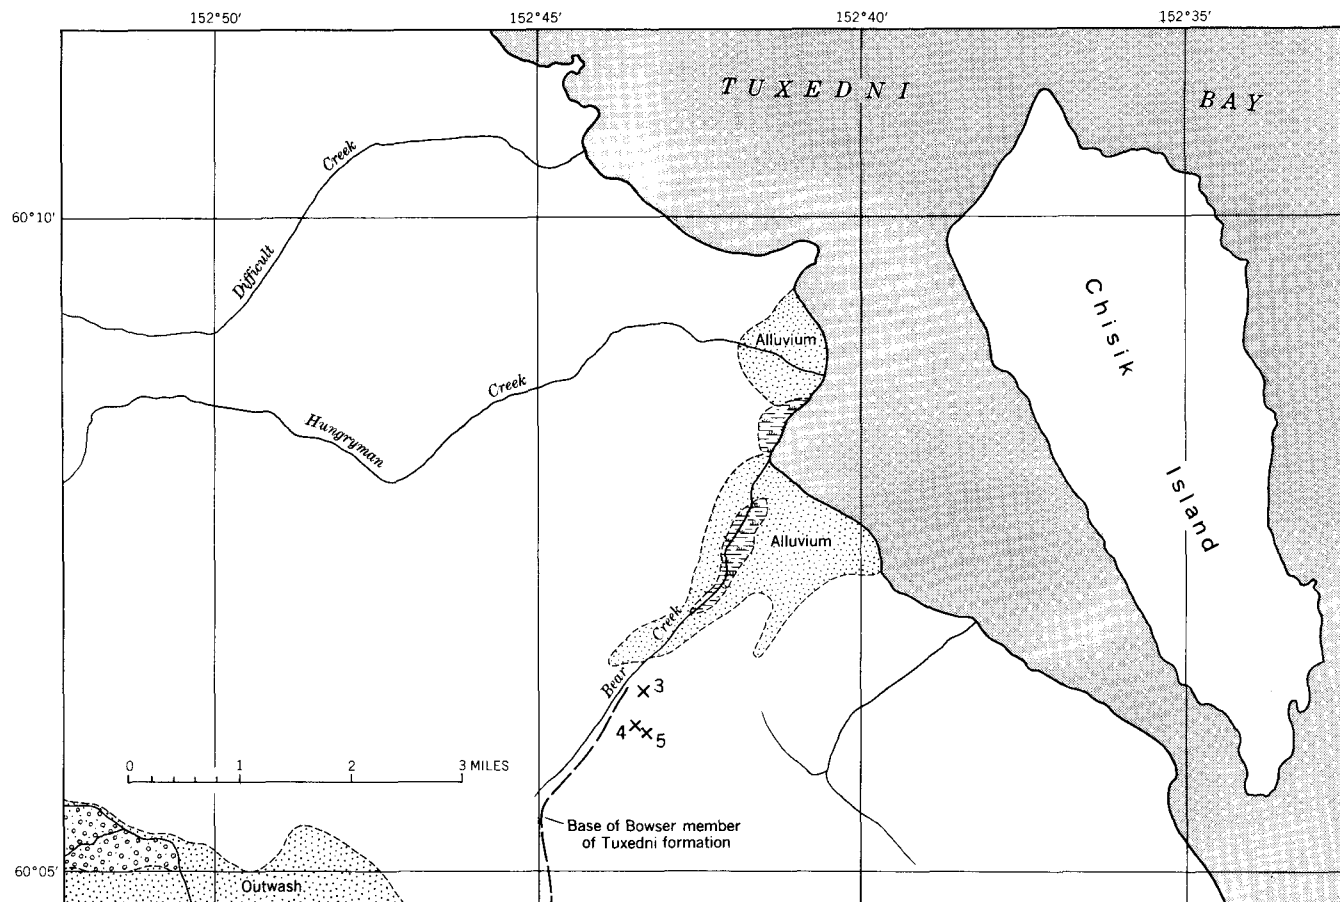 152°50′ 152°45′ 152°40′ 152°35′
TUXEDNI BAY
Creek
60°10′
Difficult
Chisik
Alluvium
Creek
Hungryman
Island
Alluvium
Creek
Bear
3
4 5
0 1 2 3 MILES
Base of Bowser member
of Tuxedni formation
60°05′
Outwash